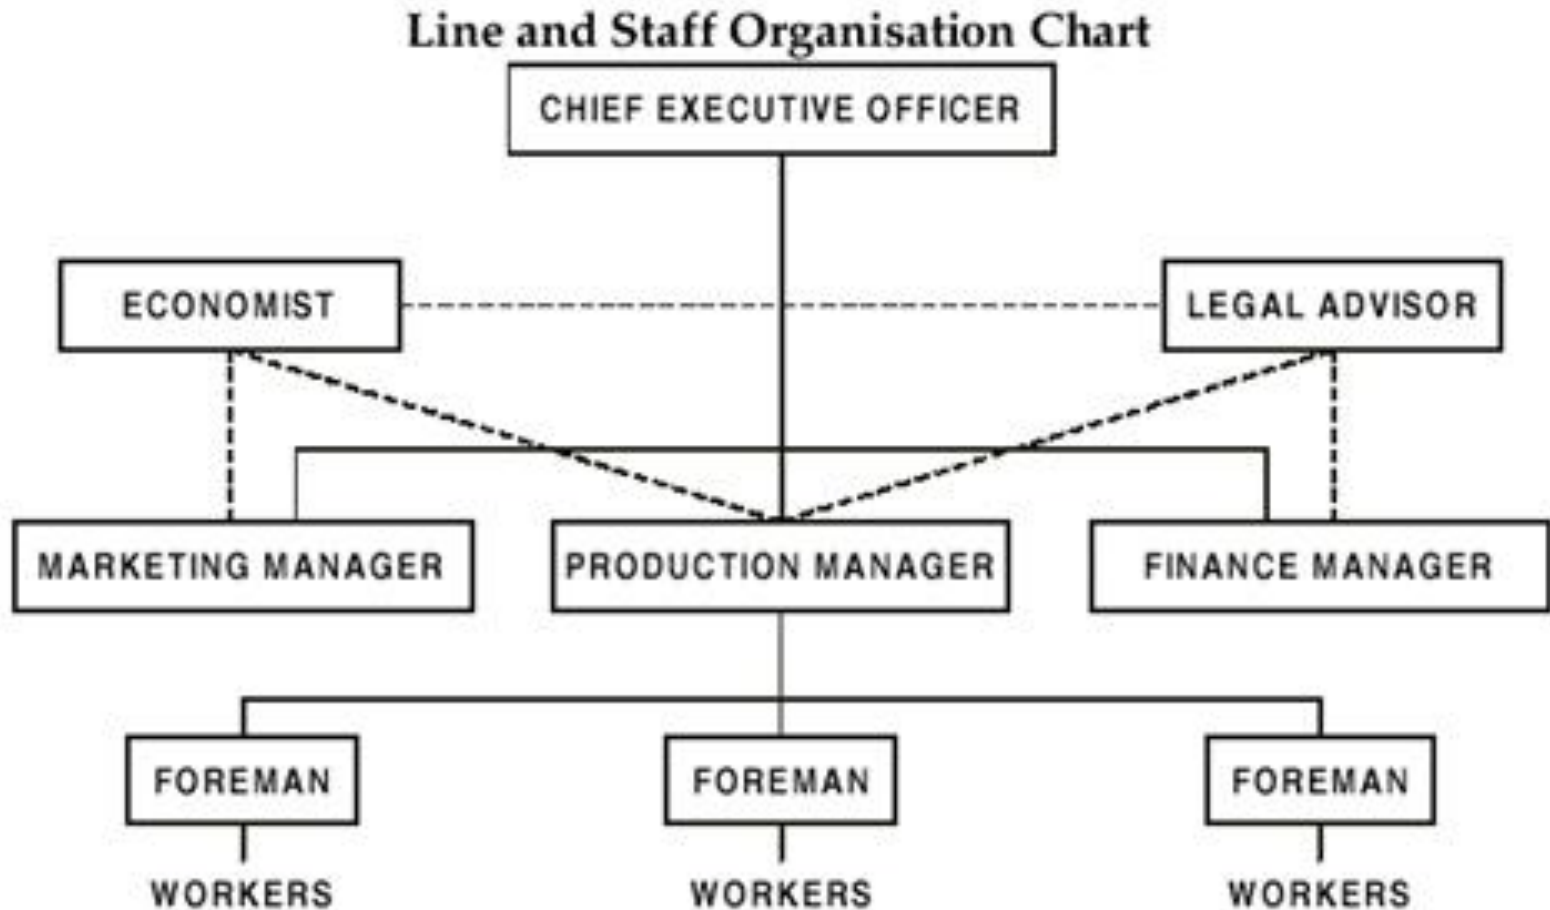 Line and Staff Organisation Chart
CHIEF EXECUTIVE OFFICER
ECONOMIST
LEGAL ADVISOR
MARKETING MANAGER
PRODUCTION MANAGER
FINANCE MANAGER
FOREMAN
FOREMAN
FOREMAN
WORKERS
WORKERS
WORKERS